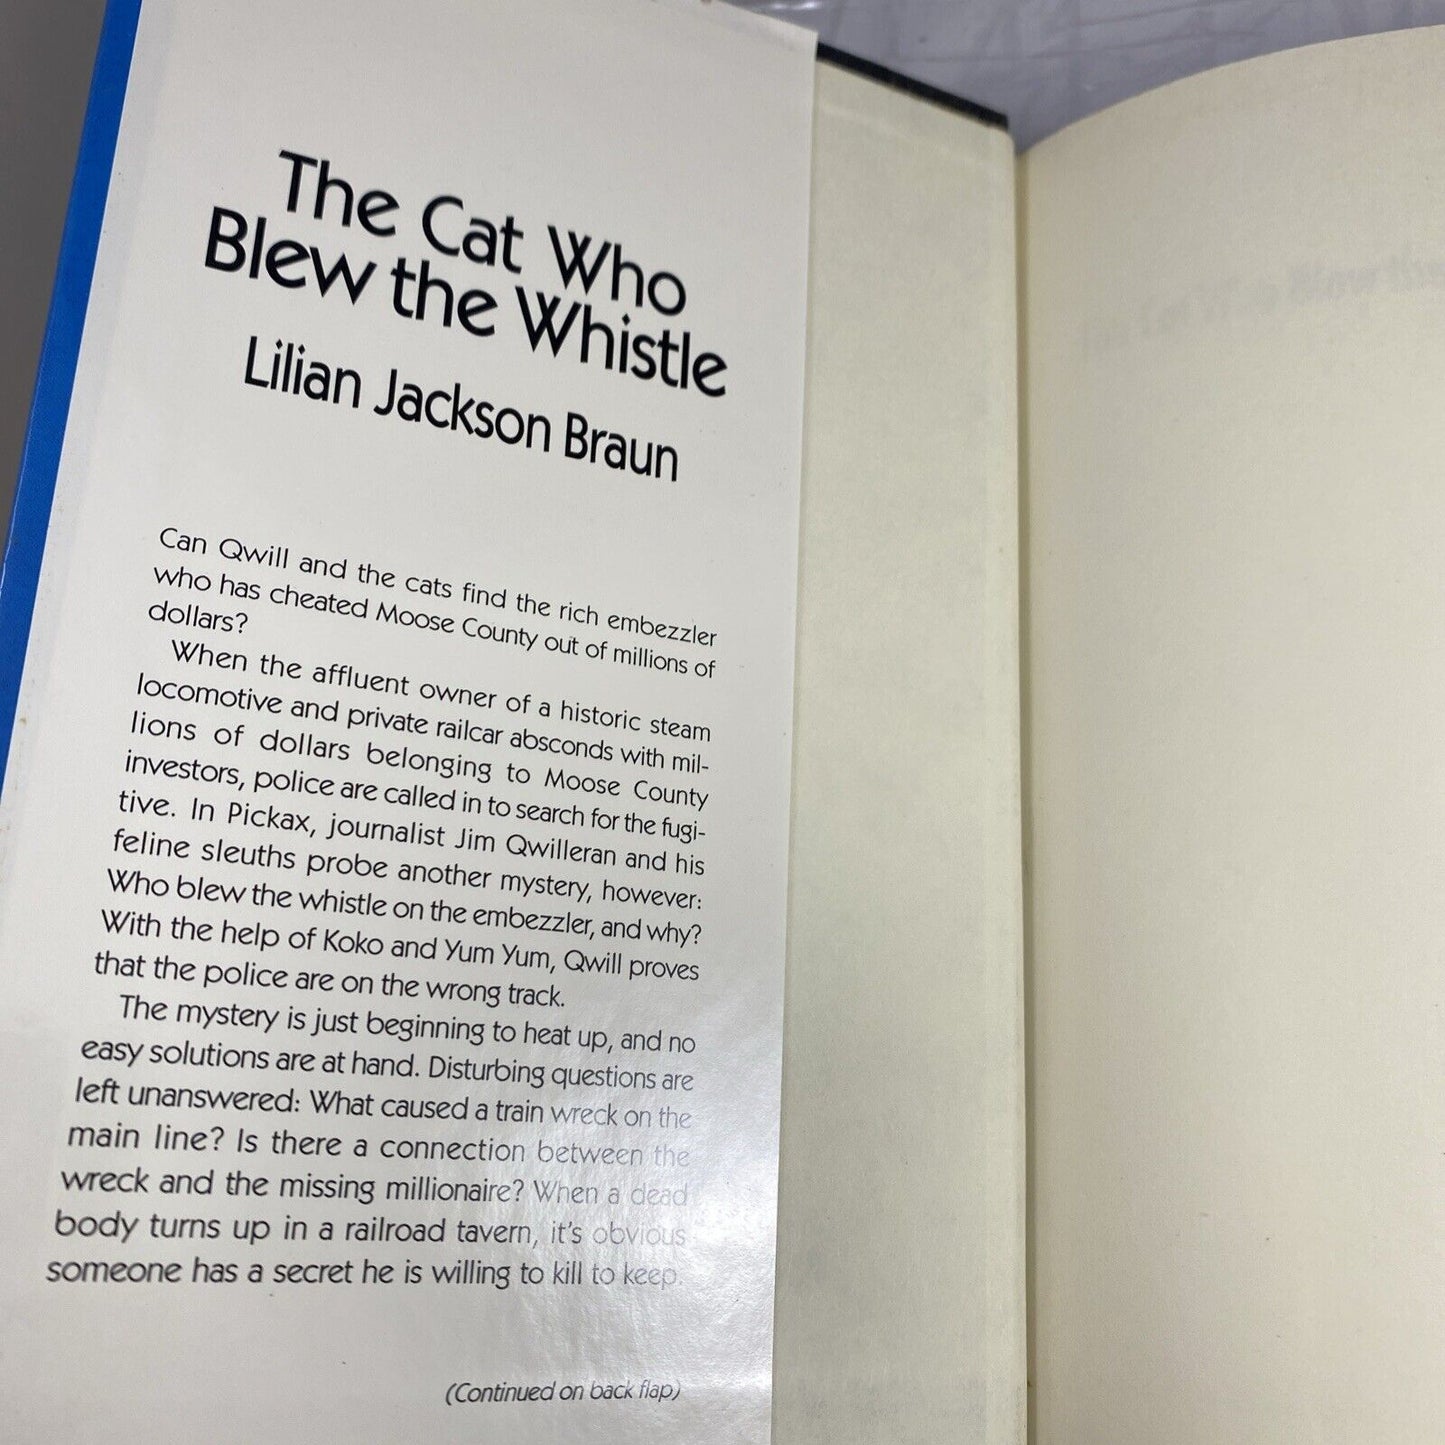 The Cat Who
Blew the Whistle
Lilian Jackson Braun
Can Qwill and the cats find the rich embezzler
who has cheated Moose County out of millions of
dollars?
When the affluent owner of a historic steam
locomotive and private railcar absconds with mil-
lions of dollars belonging to Moose County
investors, police are called in to search for the fugi-
tive. In Pickax, journalist Jim Qwilleran and his
feline sleuths probe another mystery, however:
Who blew the whistle on the embezzler, and why?
With the help of Koko and Yum Yum, Qwill proves
that the police are on the wrong track.
The mystery is just beginning to heat up, and no
easy solutions are at hand. Disturbing questions are
left unanswered: What caused a train wreck on the
main line? Is there a connection between the
wreck and the missing millionaire? When a dead
body turns up in a railroad tavern, it's obvious
someone has a secret he is willing to kill to keep.
(Continued on back flap)